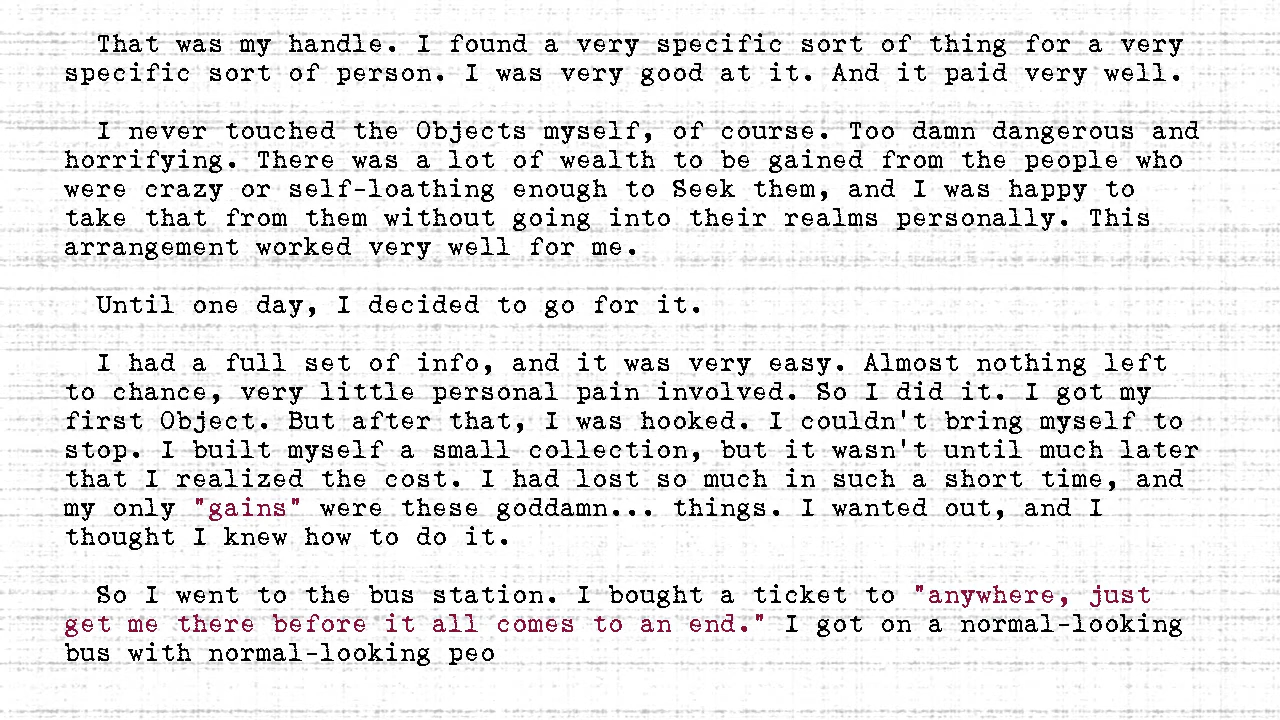 That was my handle. I found a very specific sort of thing for a very
specific sort of person. I was very good at it. And it paid very well.
I never touched the Objects myself, of course. Too damn dangerous and
horrifying. There was a lot of wealth to be gained from the people who
were crazy or self-loathing enough to Seek them, and I was happy to
take that from them without going into their realms personally. This
arrangement worked very well for me.
Until one day, I decided to go for it.
I had a full set of info, and it was very easy. Almost nothing left
to chance, very little personal pain involved. So I did it. I got my
first Object. But after that, I was hooked. I couldn't bring myself to
stop. I built myself a small collection, but it wasn't until much later
that I realized the cost. I had lost so much in such a short time, and
my only "gains" were these goddamn... things. I wanted out, and I
thought I knew how to do it.
So I went to the bus station. I bought a ticket to "anywhere, just
get me there before it all comes to an end." I got on a normal-looking
bus with normal-looking peo